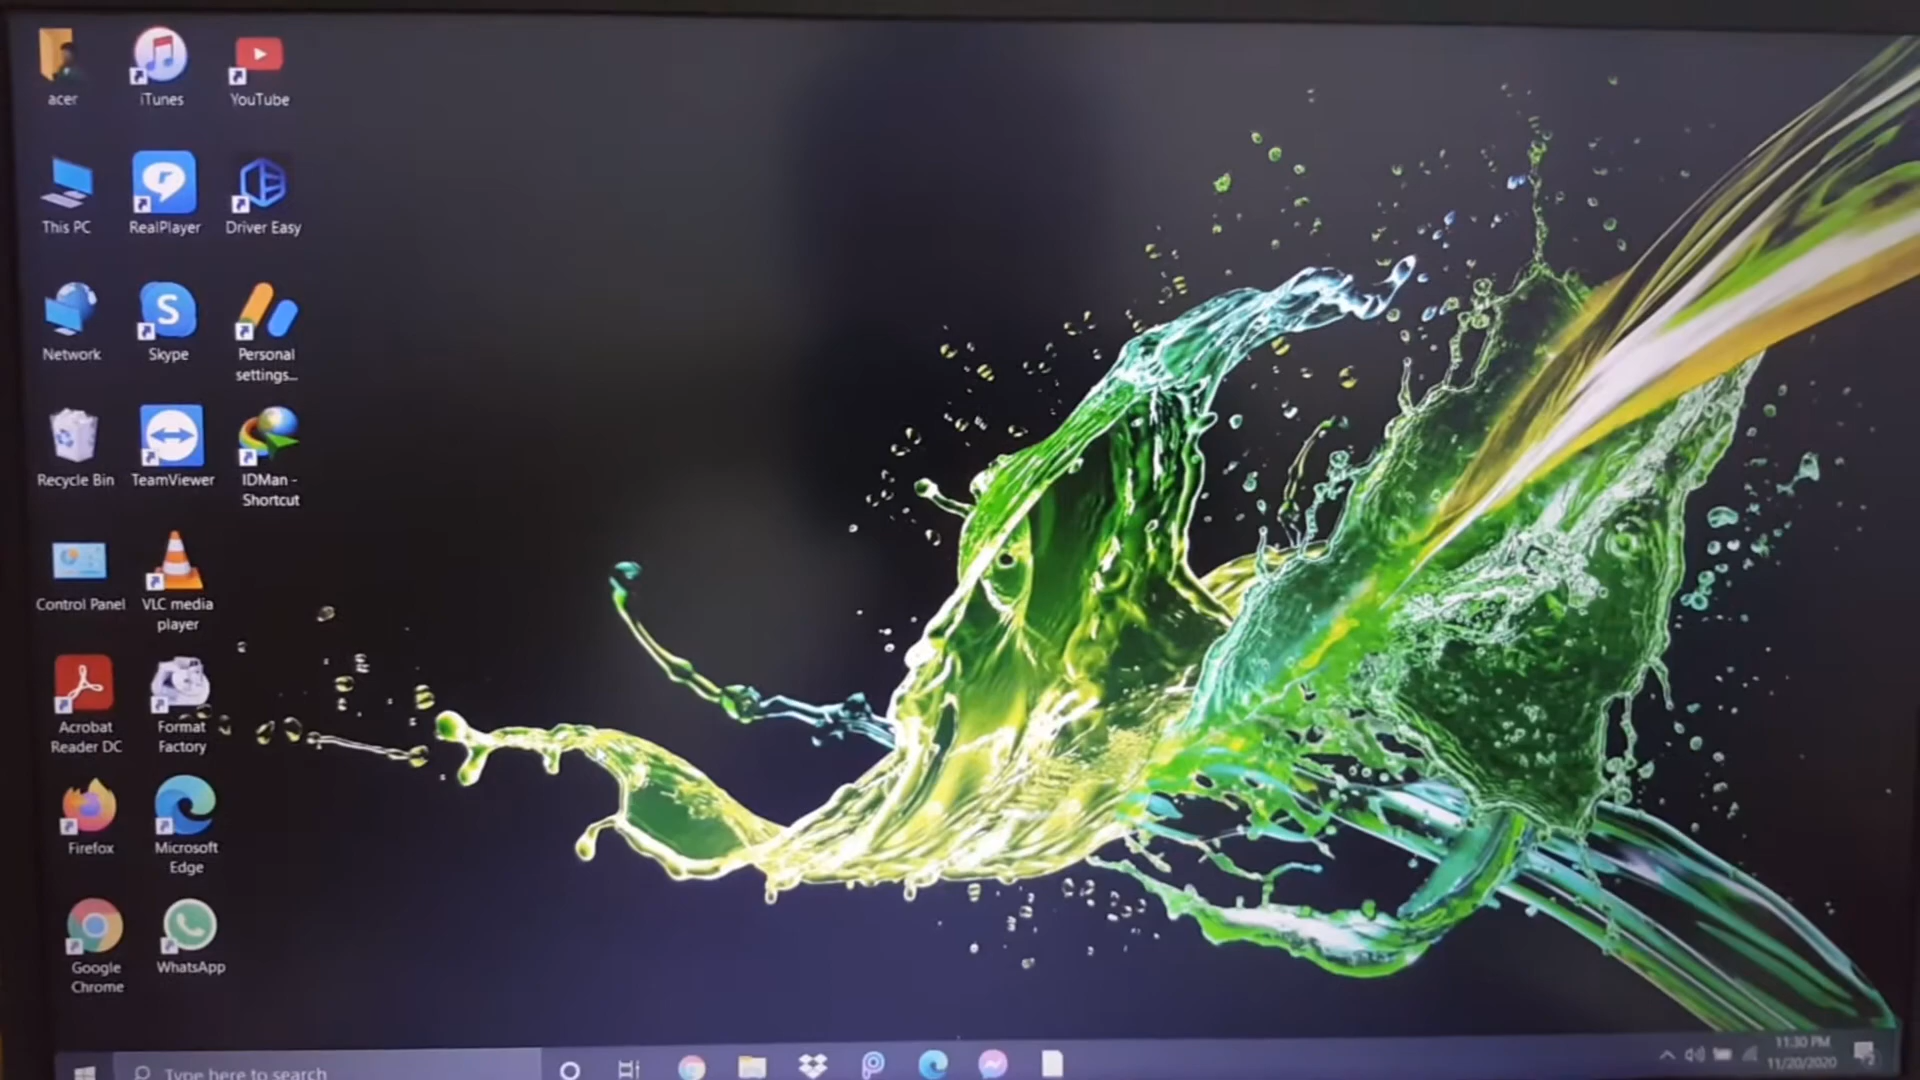 acer
iTunes
YouTube
This PC
RealPlayer
Driver Easy
Network
Skype
Personal
settings...
Recycle Bin
TeamViewer
IDMan -
Shortcut
Control Panel
VLC media
player
Acrobat
Reader DC
Format
Factory
Firefox
Microsoft
Edge
Google
Chrome
WhatsApp
Type here to search
11:30 PM
11/20/2020